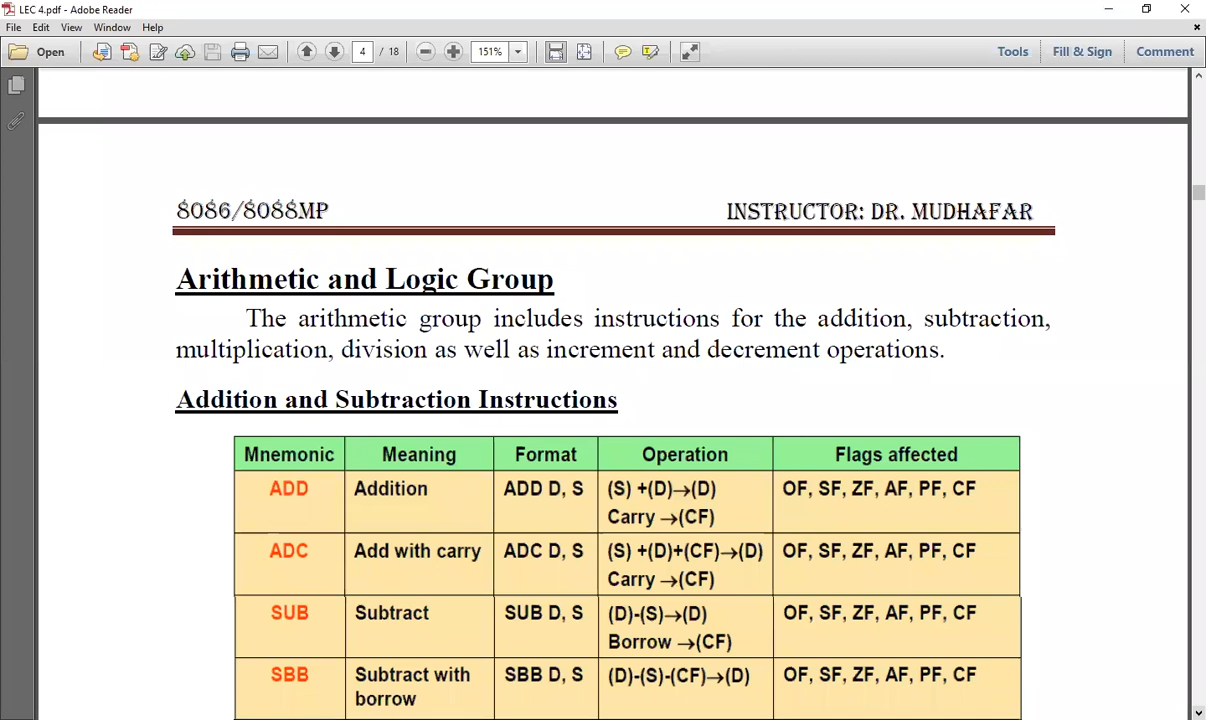 LEC 4.pdf - Adobe Reader
File Edit View Window Help
Open 4 / 18 151% Tools Fill & Sign Comment
8086/8088MP INSTRUCTOR: DR. MUDHAFAR
Arithmetic and Logic Group
The arithmetic group includes instructions for the addition, subtraction,
multiplication, division as well as increment and decrement operations.
Addition and Subtraction Instructions
Mnemonic Meaning Format Operation Flags affected
ADD Addition ADD D, S (S) +(D)→(D) OF, SF, ZF, AF, PF, CF
Carry →(CF)
ADC Add with carry ADC D, S (S) +(D)+(CF)→(D) OF, SF, ZF, AF, PF, CF
Carry →(CF)
SUB Subtract SUB D, S (D)-(S)→(D) OF, SF, ZF, AF, PF, CF
Borrow →(CF)
SBB Subtract with SBB D, S (D)-(S)-(CF)→(D) OF, SF, ZF, AF, PF, CF
borrow